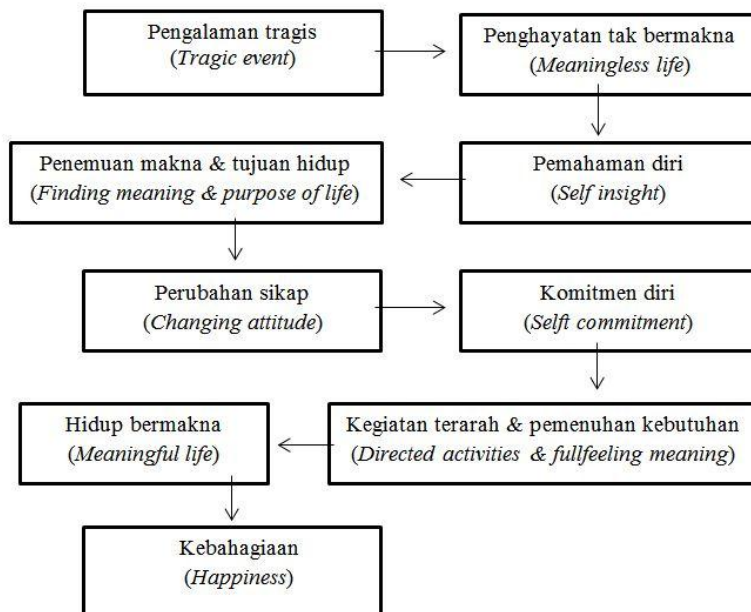 Pengalaman tragis
(Tragic event)
Penghayatan tak bermakna
(Meaningless life)
Pemahaman diri
(Self insight)
Penemuan makna & tujuan hidup
(Finding meaning & purpose of life)
Perubahan sikap
(Changing attitude)
Komitmen diri
(Selft commitment)
Kegiatan terarah & pemenuhan kebutuhan
(Directed activities & fullfeeling meaning)
Hidup bermakna
(Meaningful life)
Kebahagiaan
(Happiness)